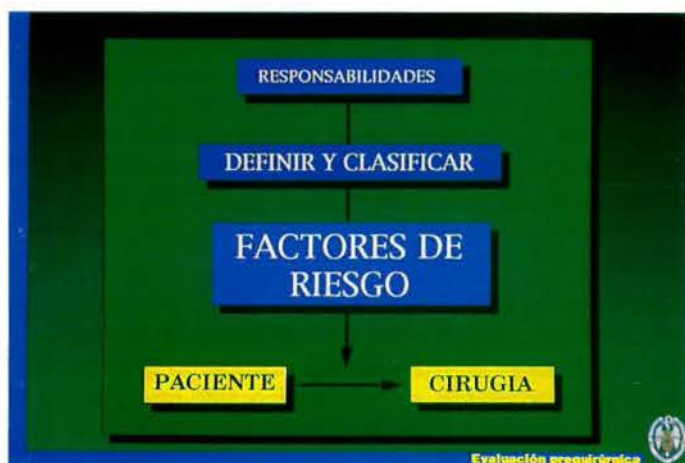 RESPONSABILIDADES
DEFINIR Y CLASIFICAR
FACTORES DE
RIESGO
PACIENTE
CIRUGIA
Evaluación prequirúrgica